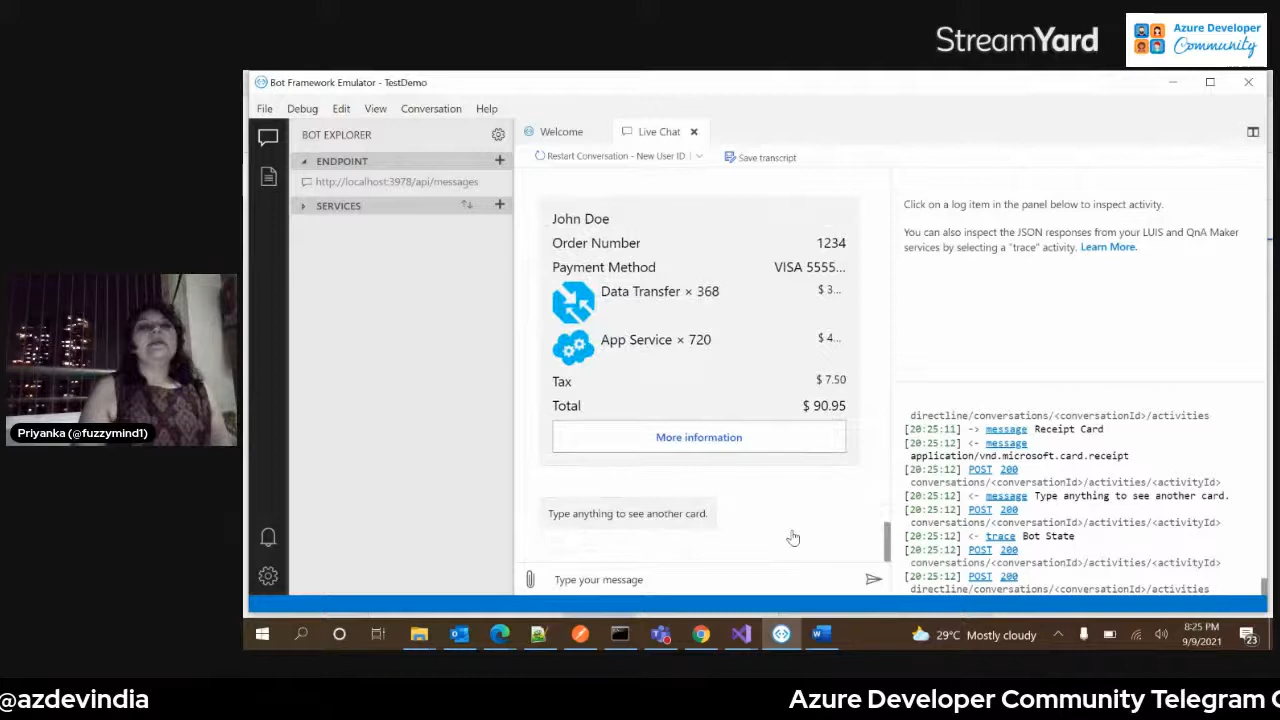 StreamYard
Azure Developer
Community
Bot Framework Emulator - TestDemo
File Debug Edit View Conversation Help
BOT EXPLORER
ENDPOINT
http://localhost:3978/api/messages
SERVICES
Welcome
Live Chat
Restart Conversation - New User ID
Save transcript
John Doe
Order Number 1234
Payment Method VISA 5555...
Data Transfer × 368 $ 3...
App Service × 720 $ 4...
Tax $ 7.50
Total $ 90.95
More information
Type anything to see another card.
Type your message
Click on a log item in the panel below to inspect activity.
You can also inspect the JSON responses from your LUIS and QnA Maker
services by selecting a "trace" activity. Learn More.
directline/conversations/<conversationId>/activities
[20:25:11] -> message Receipt Card
[20:25:12] <- message
application/vnd.microsoft.card.receipt
[20:25:12] POST 200
conversations/<conversationId>/activities/<activityId>
[20:25:12] <- message Type anything to see another card.
[20:25:12] POST 200
conversations/<conversationId>/activities/<activityId>
[20:25:12] <- trace Bot State
[20:25:12] POST 200
conversations/<conversationId>/activities/<activityId>
[20:25:12] POST 200
directline/conversations/<conversationId>/activities
Priyanka (@fuzzymind1)
29°C Mostly cloudy
8:25 PM
9/9/2021
23
@azdevindia
Azure Developer Community Telegram